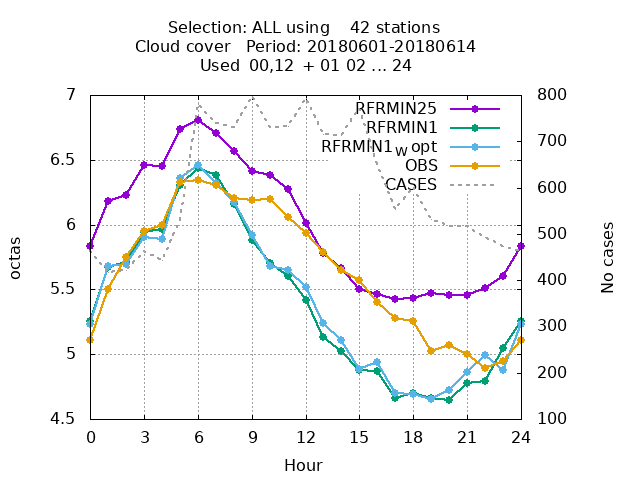 Selection: ALL using    42 stations
Cloud cover   Period: 20180601-20180614
Used  00,12  + 01 02 ... 24
7
6.5
6
5.5
5
4.5
octas
800
700
600
500
400
300
200
100
No cases
RFRMIN25
RFRMIN1
RFRMIN1w opt
OBS
CASES
0 3 6 9 12 15 18 21 24
Hour